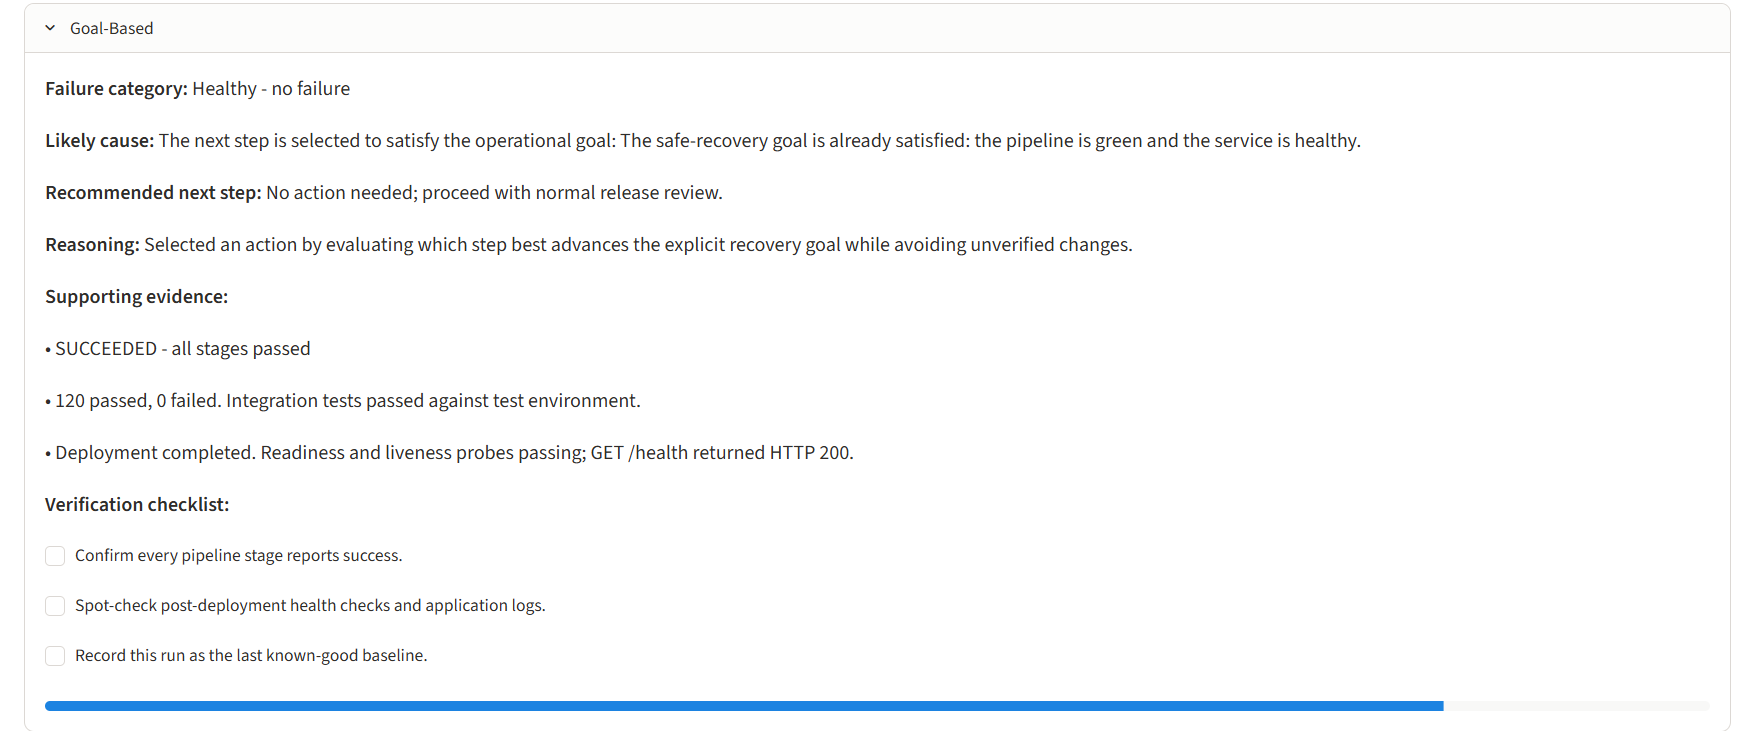 Goal-Based
Failure category: Healthy - no failure
Likely cause: The next step is selected to satisfy the operational goal: The safe-recovery goal is already satisfied: the pipeline is green and the service is healthy.
Recommended next step: No action needed; proceed with normal release review.
Reasoning: Selected an action by evaluating which step best advances the explicit recovery goal while avoiding unverified changes.
Supporting evidence:
• SUCCEEDED - all stages passed
• 120 passed, 0 failed. Integration tests passed against test environment.
• Deployment completed. Readiness and liveness probes passing; GET /health returned HTTP 200.
Verification checklist:
Confirm every pipeline stage reports success.
Spot-check post-deployment health checks and application logs.
Record this run as the last known-good baseline.